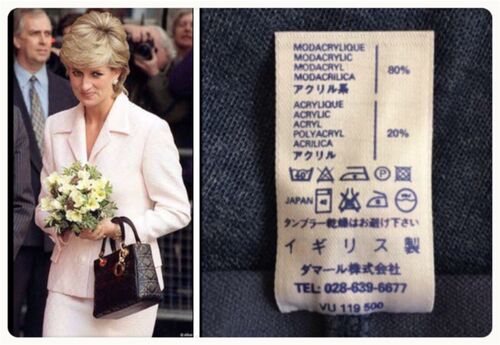 MODACRYLIQUE
MODACRYLIC
MODACRYL
MODACRILICA
アクリル系
80%
ACRYLIQUE
ACRYLIC
ACRYL
POLYACRYL
ACRILICA
アクリル
20%
JAPAN
タンブラー乾燥はお避け下さい
イギリス製
ダマール株式会社
TEL: 028-639-6677
VU 119 500